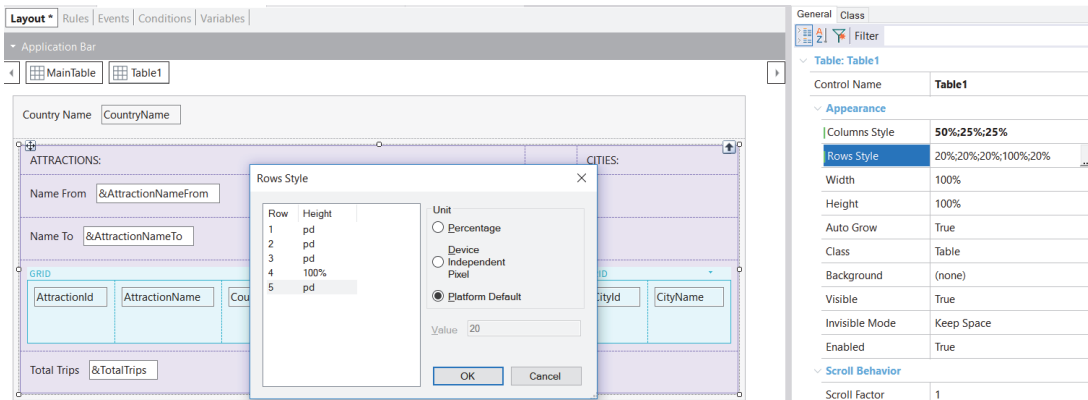 Layout * Rules Events Conditions Variables
Application Bar
MainTable Table1
Country Name CountryName
ATTRACTIONS: CITIES:
Name From &AttractionNameFrom
Name To &AttractionNameTo
GRID
AttractionId AttractionName Cou
ID
CityId CityName
Total Trips &TotalTrips
Rows Style
Row Height
1 pd
2 pd
3 pd
4 100%
5 pd
Unit
Percentage
Device
Independent
Pixel
Platform Default
Value 20
OK Cancel
General Class
Filter
Table: Table1
Control Name Table1
Appearance
Columns Style 50%;25%;25%
Rows Style 20%;20%;20%;100%;20% ...
Width 100%
Height 100%
Auto Grow True
Class Table
Background (none)
Visible True
Invisible Mode Keep Space
Enabled True
Scroll Behavior
Scroll Factor 1